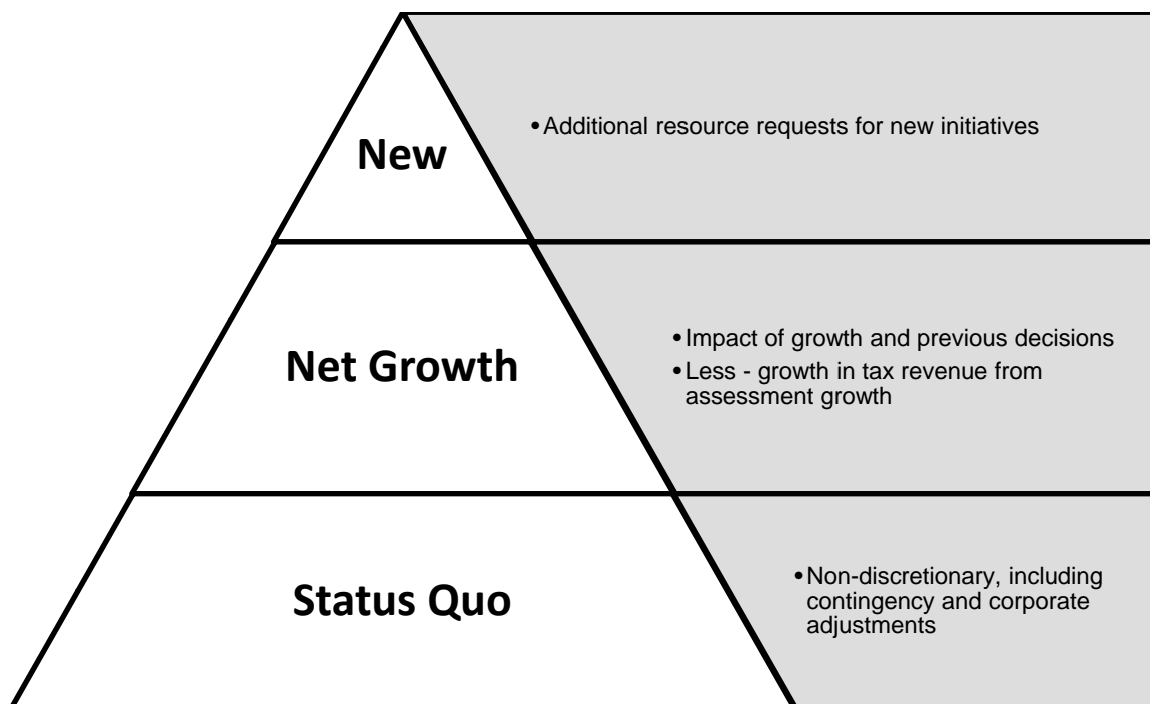 New
• Additional resource requests for new initiatives
Net Growth
• Impact of growth and previous decisions
• Less - growth in tax revenue from
assessment growth
Status Quo
• Non-discretionary, including
contingency and corporate
adjustments